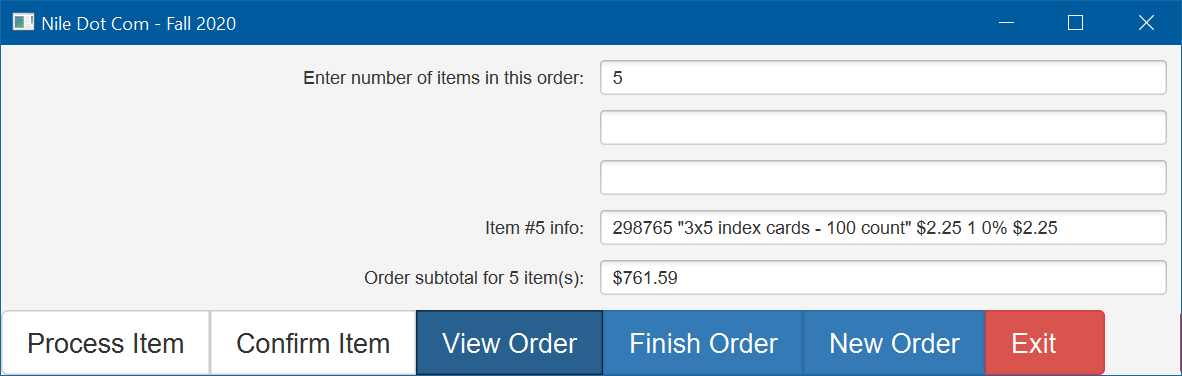 Nile Dot Com - Fall 2020
Enter number of items in this order: 5
Item #5 info: 298765 "3x5 index cards - 100 count" $2.25 1 0% $2.25
Order subtotal for 5 item(s): $761.59
Process Item Confirm Item View Order Finish Order New Order Exit